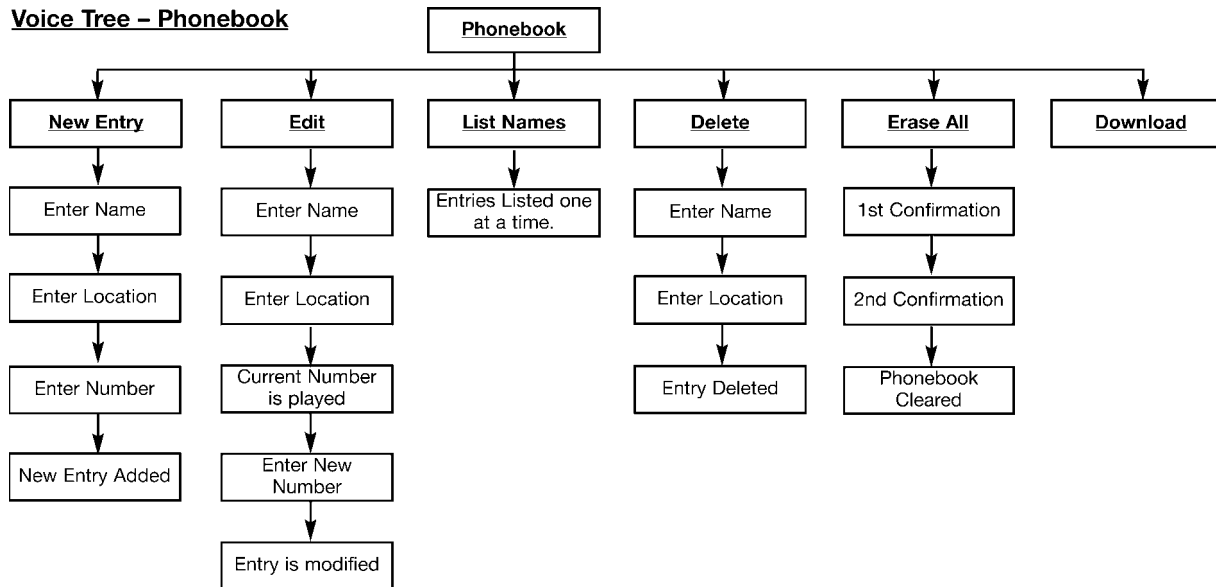 Voice Tree – Phonebook
Phonebook
New Entry
Edit
List Names
Delete
Erase All
Download
Enter Name
Enter Name
Entries Listed one
at a time.
Enter Name
1st Confirmation
Enter Location
Enter Location
Enter Location
2nd Confirmation
Enter Number
Current Number
is played
Entry Deleted
Phonebook
Cleared
New Entry Added
Enter New
Number
Entry is modified